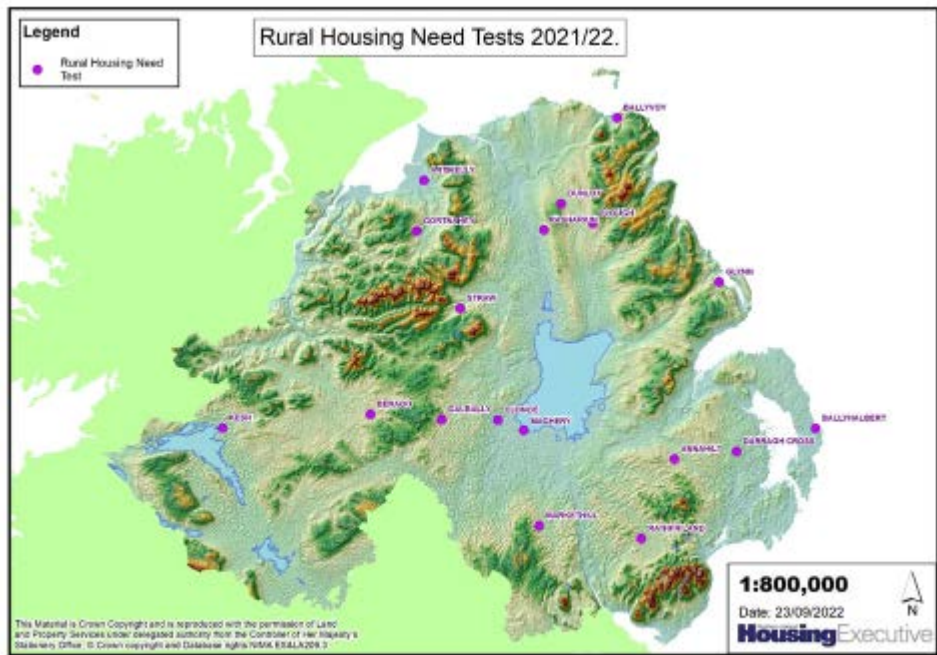 Legend
Rural Housing Need
Test
Rural Housing Need Tests 2021/22.
BALLYVOY
DUNLOY
RASHARKIN
GLYNN
STRAW
KESH
BERAGH
GALBALLY
CLONOE
MAGHERY
BALLYHALBERT
DARRAGH CROSS
ANNAHILT
MARKETHILL
1:800,000
Date: 23/09/2022
N
Housing Executive
This Material is Crown Copyright and is reproduced with the permission of Land
and Property Services under delegated authority from the Controller of Her Majesty's
Stationery Office, © Crown copyright and Database rights NIMA